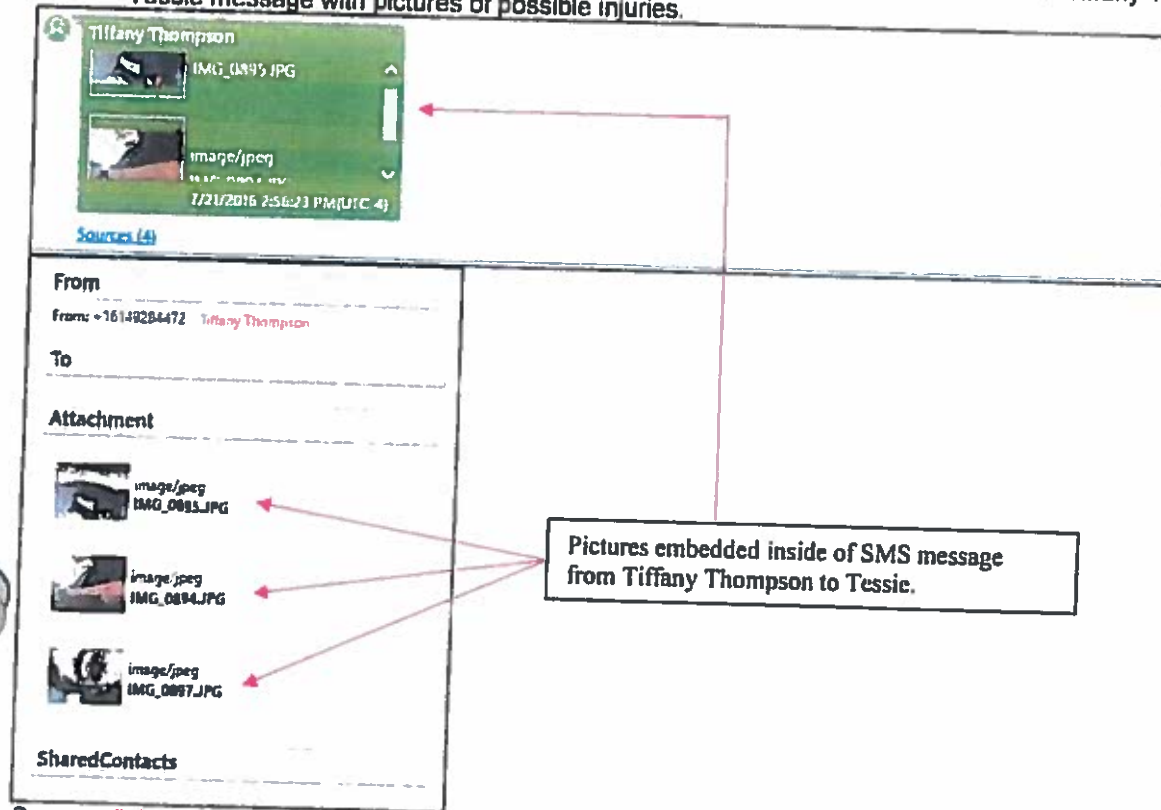 Tessie message with pictures of possible injuries.
Tiffany Thompson
IMG_0895.JPG
image/jpeg
7/21/2016 2:56:23 PM(UTC-4)
Sources (4)
From
From: +16149284472 Tiffany Thompson
To
Attachment
image/jpeg
IMG_0895.JPG
image/jpeg
IMG_0894.JPG
image/jpeg
IMG_0897.JPG
Pictures embedded inside of SMS message
from Tiffany Thompson to Tessie.
SharedContacts